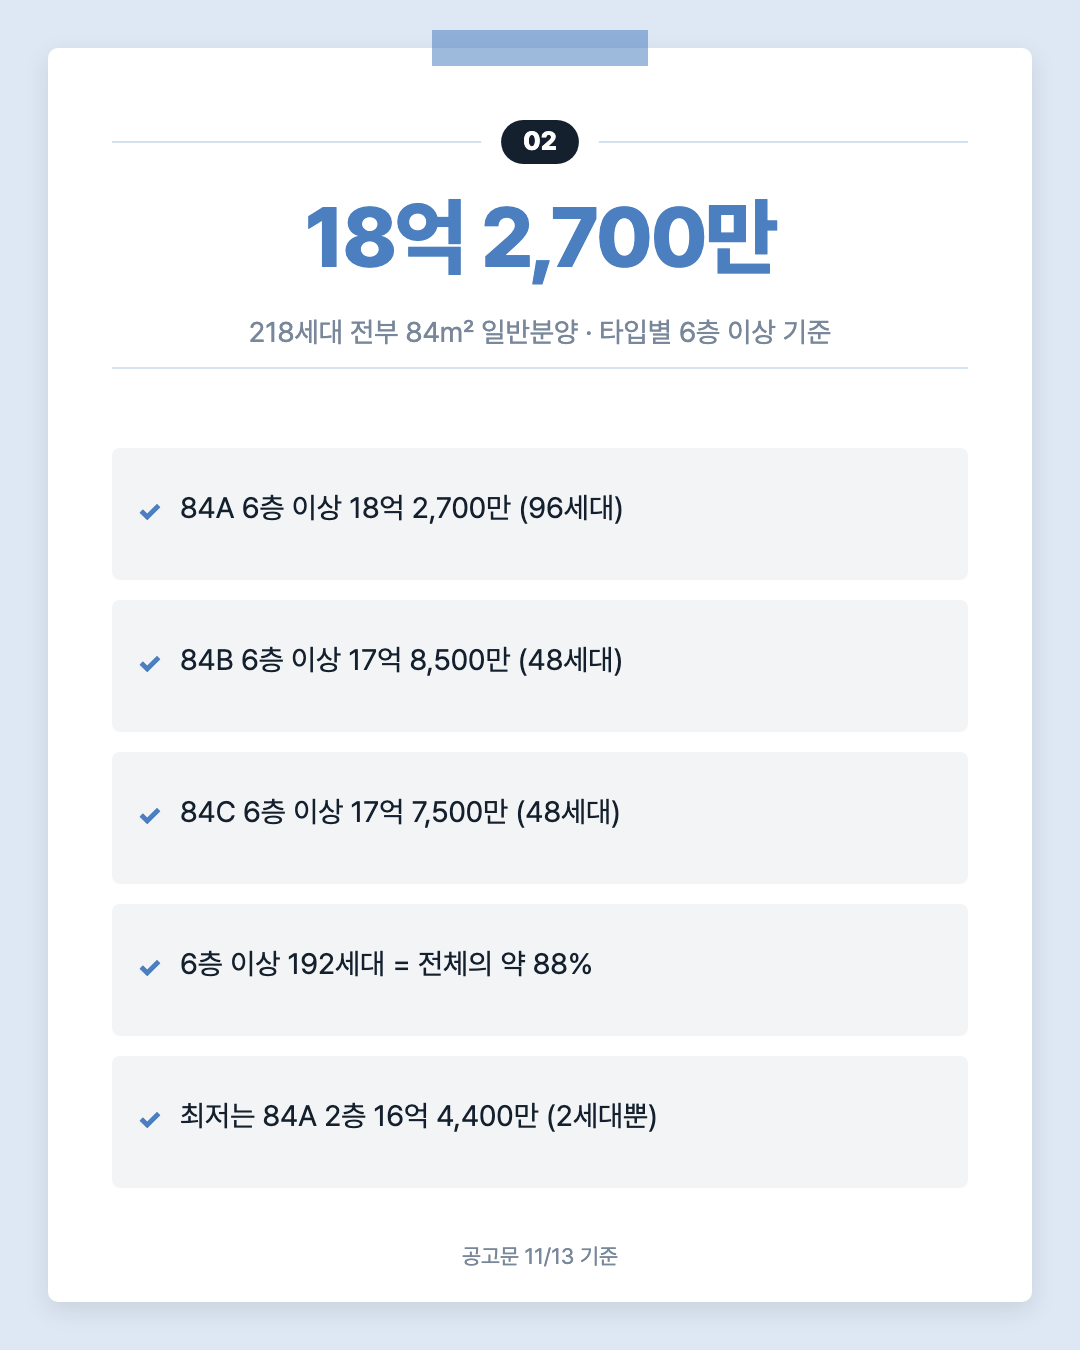 02
18억 2,700만
218세대 전부 84m² 일반분양 · 타입별 6층 이상 기준
84A 6층 이상 18억 2,700만 (96세대)
84B 6층 이상 17억 8,500만 (48세대)
84C 6층 이상 17억 7,500만 (48세대)
6층 이상 192세대 = 전체의 약 88%
최저는 84A 2층 16억 4,400만 (2세대뿐)
공고문 11/13 기준